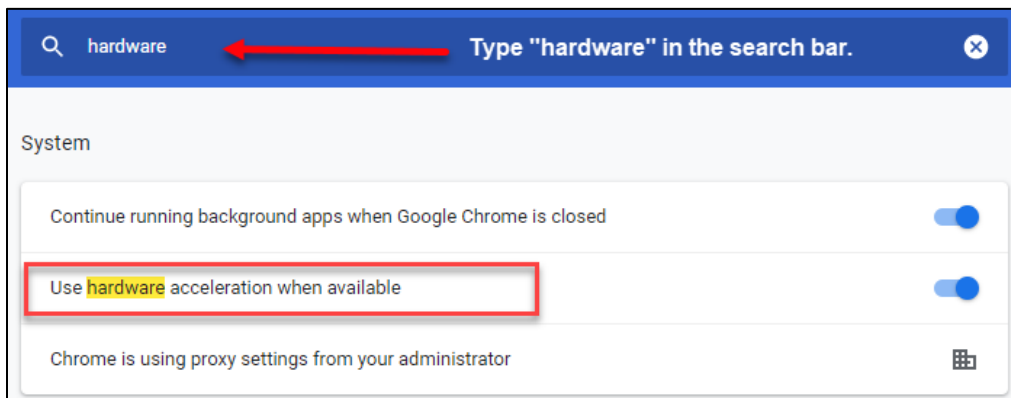 hardware Type "hardware" in the search bar.
System
Continue running background apps when Google Chrome is closed
Use hardware acceleration when available
Chrome is using proxy settings from your administrator